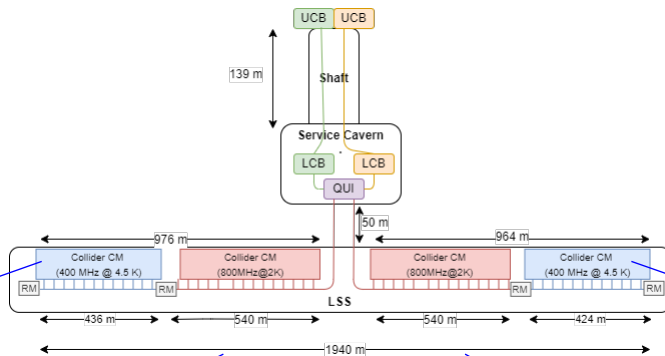 UCB UCB
139 m
Shaft
Service Cavern
LCB LCB
QUI
50 m
976 m
964 m
Collider CM
(400 MHz @ 4.5 K)
Collider CM
(800MHz@2K)
Collider CM
(800MHz@2K)
Collider CM
(400 MHz @ 4.5 K)
RM
RM
RM
RM
LSS
436 m
540 m
540 m
424 m
1940 m